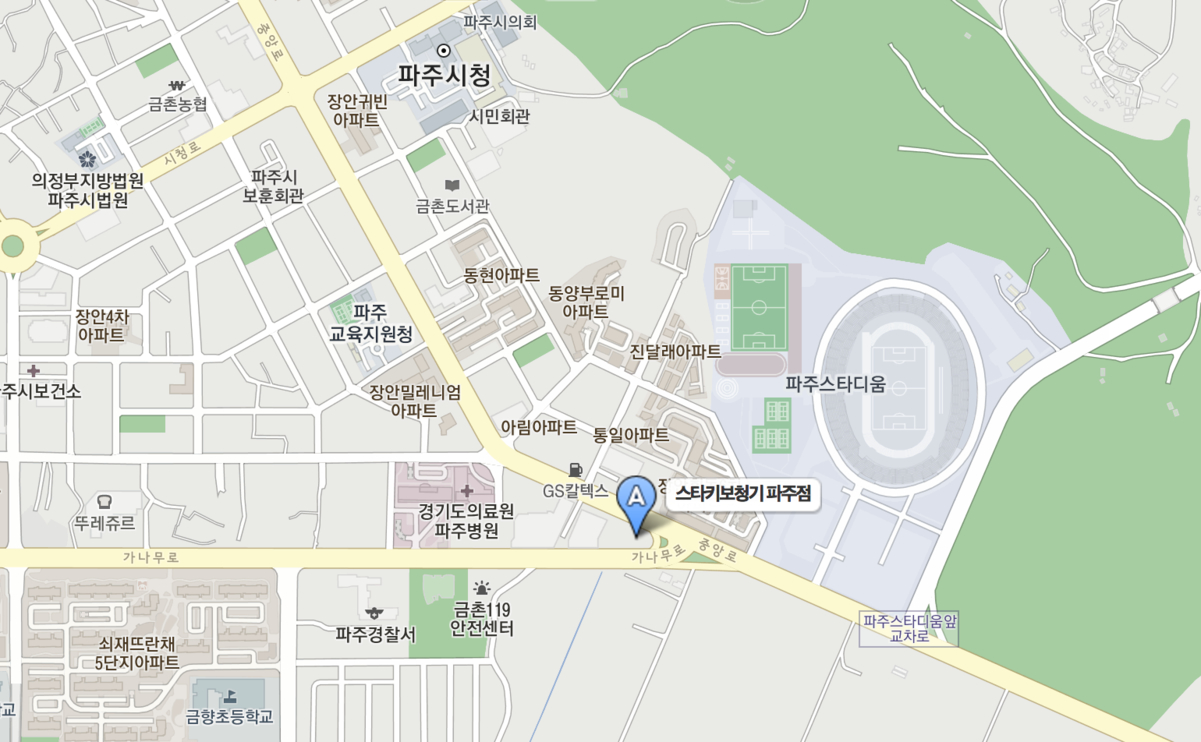 파주시의회
중앙로
파주시청
금촌농협
장안귀빈
아파트
시민회관
시청로
의정부지방법원
파주시법원
파주시
보훈회관
금촌도서관
동현아파트
동양부로미
아파트
장안4차
아파트
파주
교육지원청
진달래아파트
파주스타디움
주시보건소
장안밀레니엄
아파트
아림아파트
통일아파트
GS칼텍스
A
스타키보청기 파주점
뚜레쥬르
경기도의료원
파주병원
가나무로
가나무로
중앙로
금촌119
안전센터
파주경찰서
파주스타디움앞
교차로
쇠재뜨란채
5단지아파트
금향초등학교
교